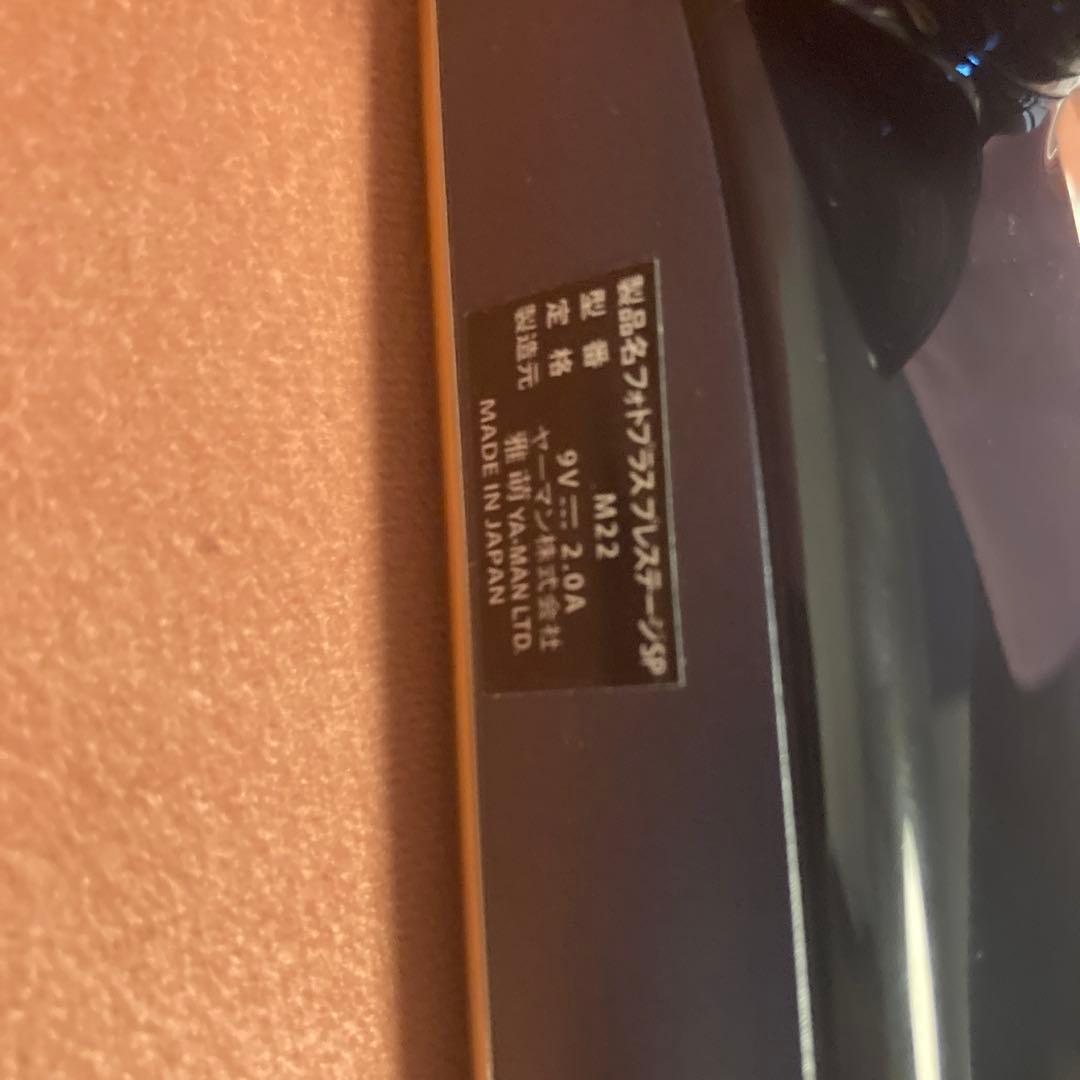 製品名フォトプラス プレステージSP
型番 M22
定格 9V⎓2.0A
製造元 ヤーマン株式会社
雅萌 YA-MAN LTD.
MADE IN JAPAN